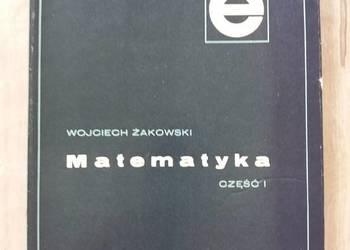 e
WOJCIECH ŻAKOWSKI
Matematyka
CZĘŚĆ I